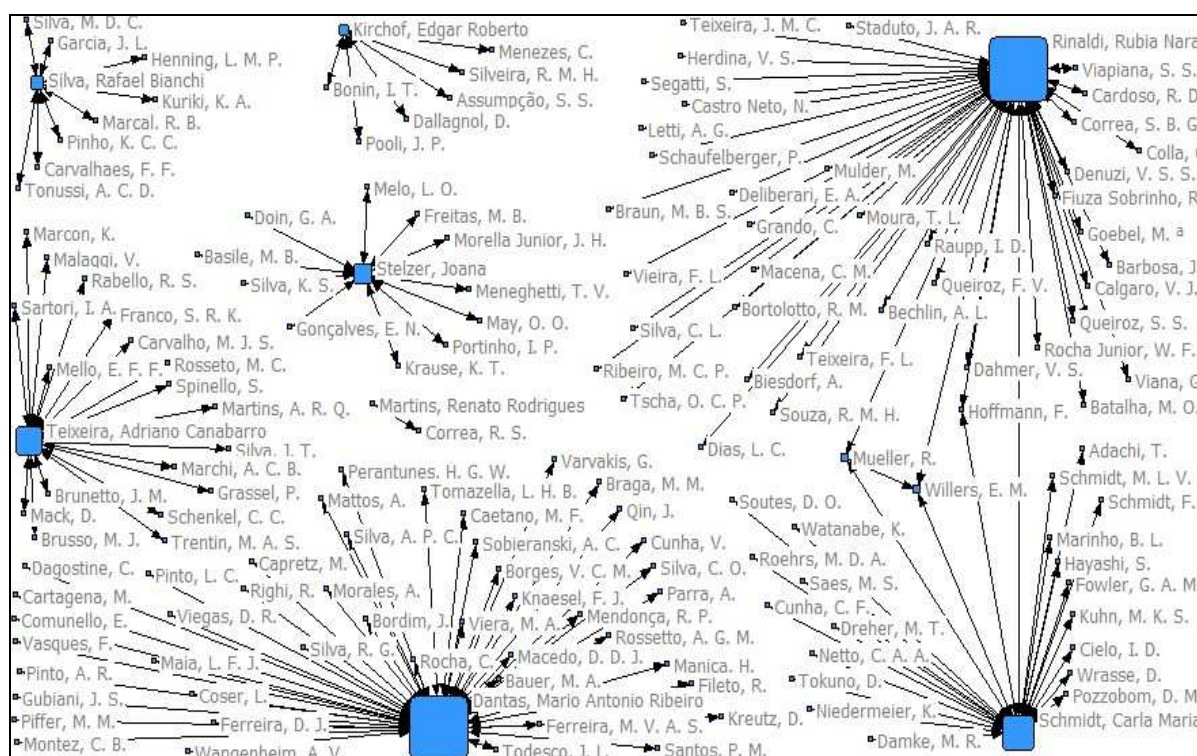 Silva, M. D. C.
Garcia, J. L.
Henning, L. M. P.
Silva, Rafael Bianchi
Kuriki, K. A.
Marcal. R. B.
Pinho, K. C. C.
Carvalhaes, F. F.
Tonussi, A. C. D.
Kirchof, Edgar Roberto
Menezes, C.
Silveira, R. M. H.
Bonin, I. T.
Assumpção, S. S.
Dallagnol, D.
Pooli, J. P.
Melo, L. O.
Doin, G. A.
Freitas, M. B.
Morella Junior, J. H.
Basile, M. B.
Stelzer, Joana
Silva, K. S.
Meneghetti, T. V.
May, O. O.
Gonçalves, E. N.
Portinho, I. P.
Krause, K. T.
Martins, Renato Rodrigues
Correa, R. S.
Marcon, K.
Malaggi, V.
Rabello, R. S.
Sartori, I. A.
Franco, S. R. K.
Carvalho, M. J. S.
Mello, E. F. F.
Rosseto, M. C.
Spinello, S.
Martins, A. R. Q.
Teixeira, Adriano Canabarro
Silva, J. T.
Marchi, A. C. B.
Grassel, P.
Brunetto, J. M.
Mack, D.
Schenkel, C. C.
Brusso, M. J.
Trentin, M. A. S.
Teixeira, J. M. C.
Staduto, J. A. R.
Rinaldi, Rubia Nara
Herdina, V. S.
Viapiana, S. S.
Segatti, S.
Cardoso, R. D
Castro Neto, N.
Correa, S. B. G
Letti, A. G.
Colla,
Schaufelberger, P.
Mulder, M.
Denuzi, V. S. S.
Deliberari, E. A.
Fiuza Sobrinho, R
Braun, M. B. S.
Moura, T. L.
Grando, C.
Goebel, M. ª
Raupp, I. D.
Barbosa, J
Vieira, F. L.
Macena, C. M.
Queiroz, F. V.
Calgaro, V. J.
Bortolotto, R. M.
Bechlin, A. L.
Queiroz, S. S.
Silva, C. L.
Rocha Junior, W. F.
Teixeira, F. L.
Ribeiro, M. C. P.
Dahmer, V. S.
Biesdorf, A.
Viana, G
Tscha, O. C. P.
Souza, R. M. H.
Hoffmann, F.
Batalha, M. O
Dias, L. C.
Mueller, R.
Willers, E. M.
Adachi, T.
Schmidt, M. L. V.
Soutes, D. O.
Schmidt, F.
Watanabe, K.
Marinho, B. L.
Roehrs, M. D. A.
Hayashi, S.
Saes, M. S.
Fowler, G. A. M
Cunha, C. F.
Kuhn, M. K. S.
Dreher, M. T.
Cielo, I. D.
Netto, C. A. A.
Wrasse, D.
Tokuno, D.
Pozzobom, D. M
Niedermeier, K.
Schmidt, Carla Maria
Damke, M. R.
Perantunes. H. G. W.
Varvakis, G.
Mattos, A.
Tomazella, L. H. B.
Braga, M. M.
Caetano, M. F.
Qin, J.
Silva, A. P. C.
Sobieranski, A. C.
Cunha, V.
Dagostine, C.
Pinto, L. C.
Capretz, M.
Borges, V. C. M.
Silva, C. O.
Cartagena, M.
Righi, R.
Morales, A.
Knaesel, F. J.
Parra, A.
Comunello, E.
Viegas, D. R.
Bordim, J.
Viera, M. A.
Mendonça, R. P.
Vasques, F.
Silva, R. G.
Rossetto, A. G. M.
Pinto, A. R.
Maia, L. F. J.
Rocha, C.
Macedo, D. D. J.
Manica. H.
Gubiani, J. S.
Coser, L.
Bauer, M. A.
Fileto, R.
Dantas, Mario Antonio Ribeiro
Piffer, M. M.
Ferreira, D. J.
Ferreira, M. V. A. S.
Kreutz, D.
Montez, C. B.
Wangenheim, A. V.
Todesco, J. L.
Santos, P. M.